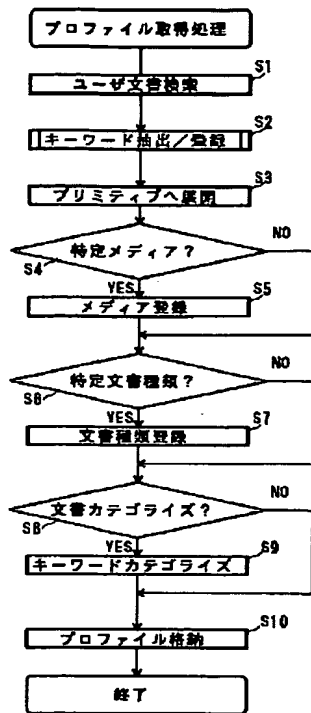 プロファイル取得処理
S1
ユーザ文書検索
S2
キーワード抽出/登録
S3
プリミティブへ展開
特定メディア?
NO
S4
YES
S5
メディア登録
特定文書種類?
NO
S6
YES
S7
文書種類登録
文書カテゴライズ?
NO
S8
YES
S9
キーワードカテゴライズ
S10
プロファイル格納
終了